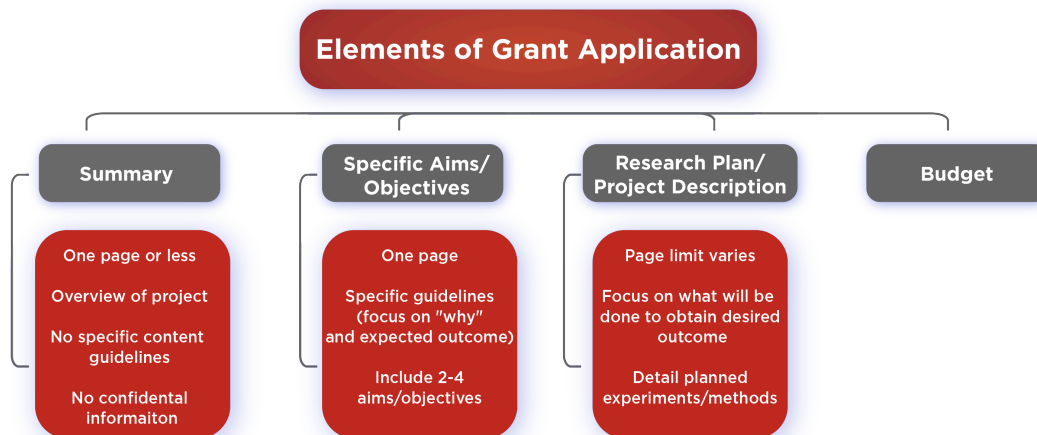 Elements of Grant Application
Summary
One page or less
Overview of project
No specific content
guidelines
No confidental
informaiton
Specific Aims/
Objectives
One page
Specific guidelines
(focus on "why"
and expected outcome)
Include 2-4
aims/objectives
Research Plan/
Project Description
Page limit varies
Focus on what will be
done to obtain desired
outcome
Detail planned
experiments/methods
Budget